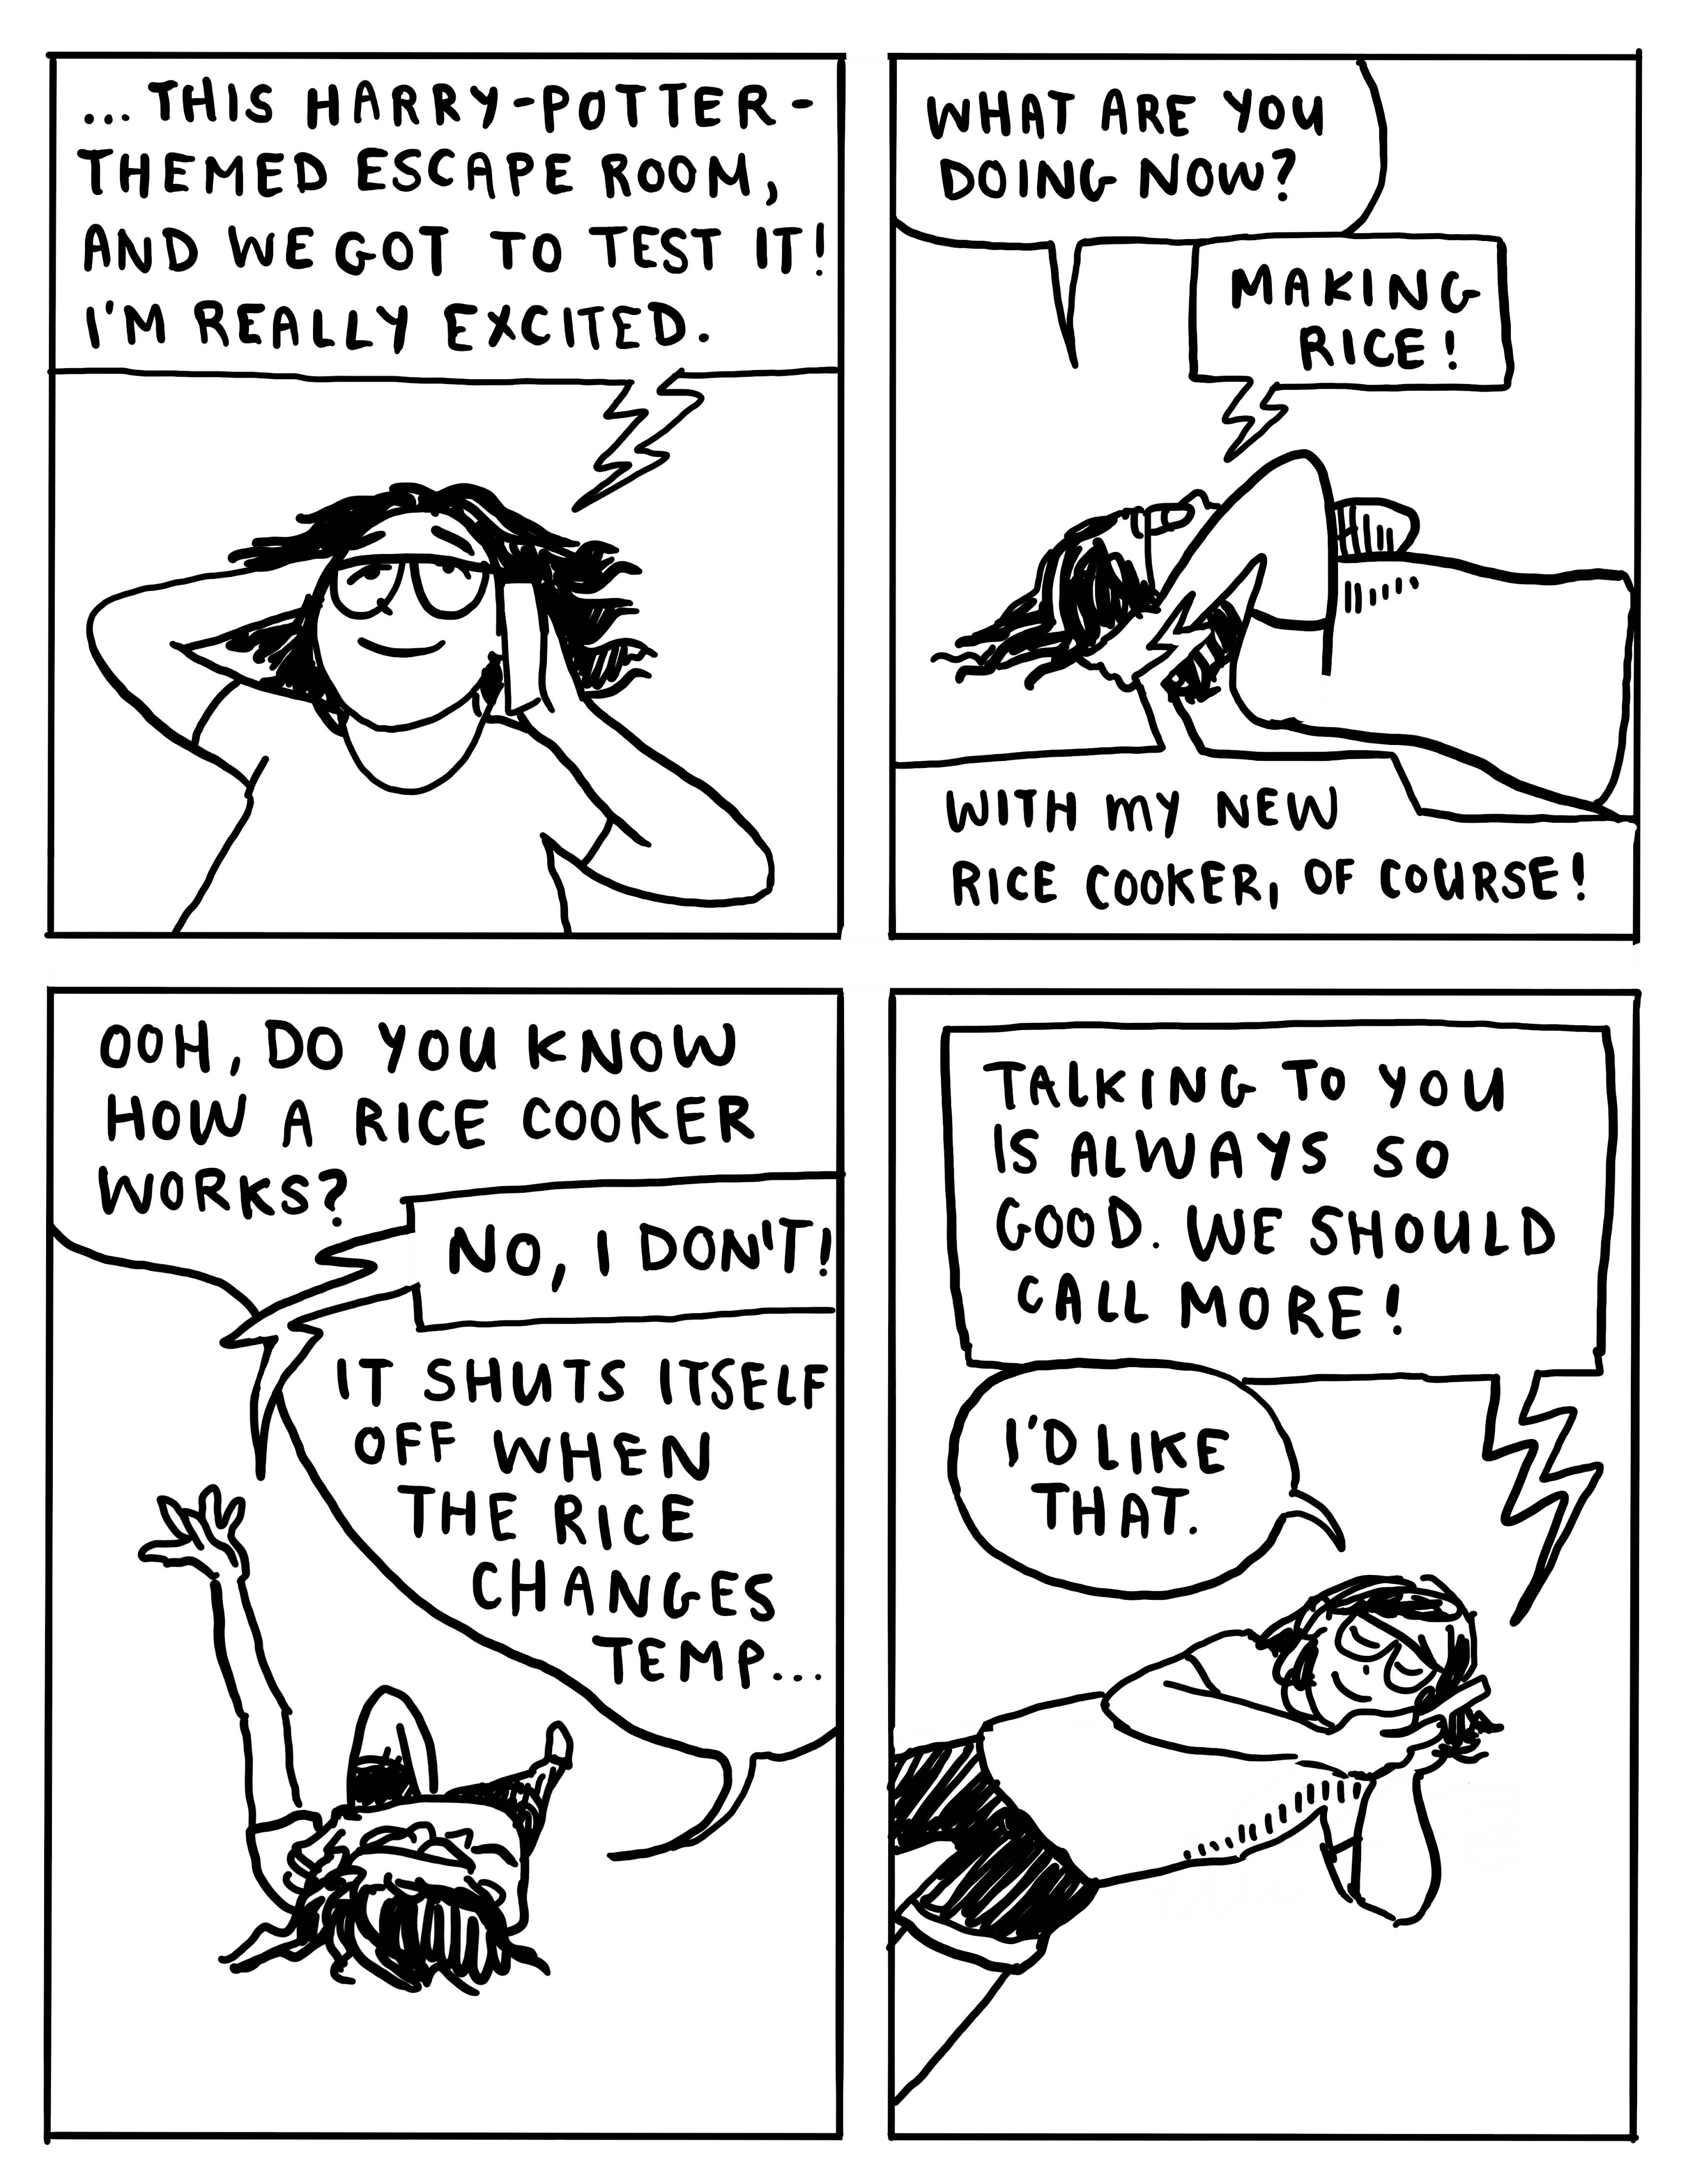 ...THIS HARRY-POTTER-
THEMED ESCAPE ROOM,
AND WE GOT TO TEST IT!
I'M REALLY EXCITED.
WHAT ARE YOU
DOING NOW?
MAKING
RICE!
WITH MY NEW
RICE COOKER, OF COURSE!
OOH, DO YOU KNOW
HOW A RICE COOKER
WORKS?
NO, I DON'T!
IT SHUTS ITSELF
OFF WHEN
THE RICE
CHANGES
TEMP...
TALKING TO YOU
IS ALWAYS SO
GOOD. WE SHOULD
CALL MORE!
I'D LIKE
THAT.